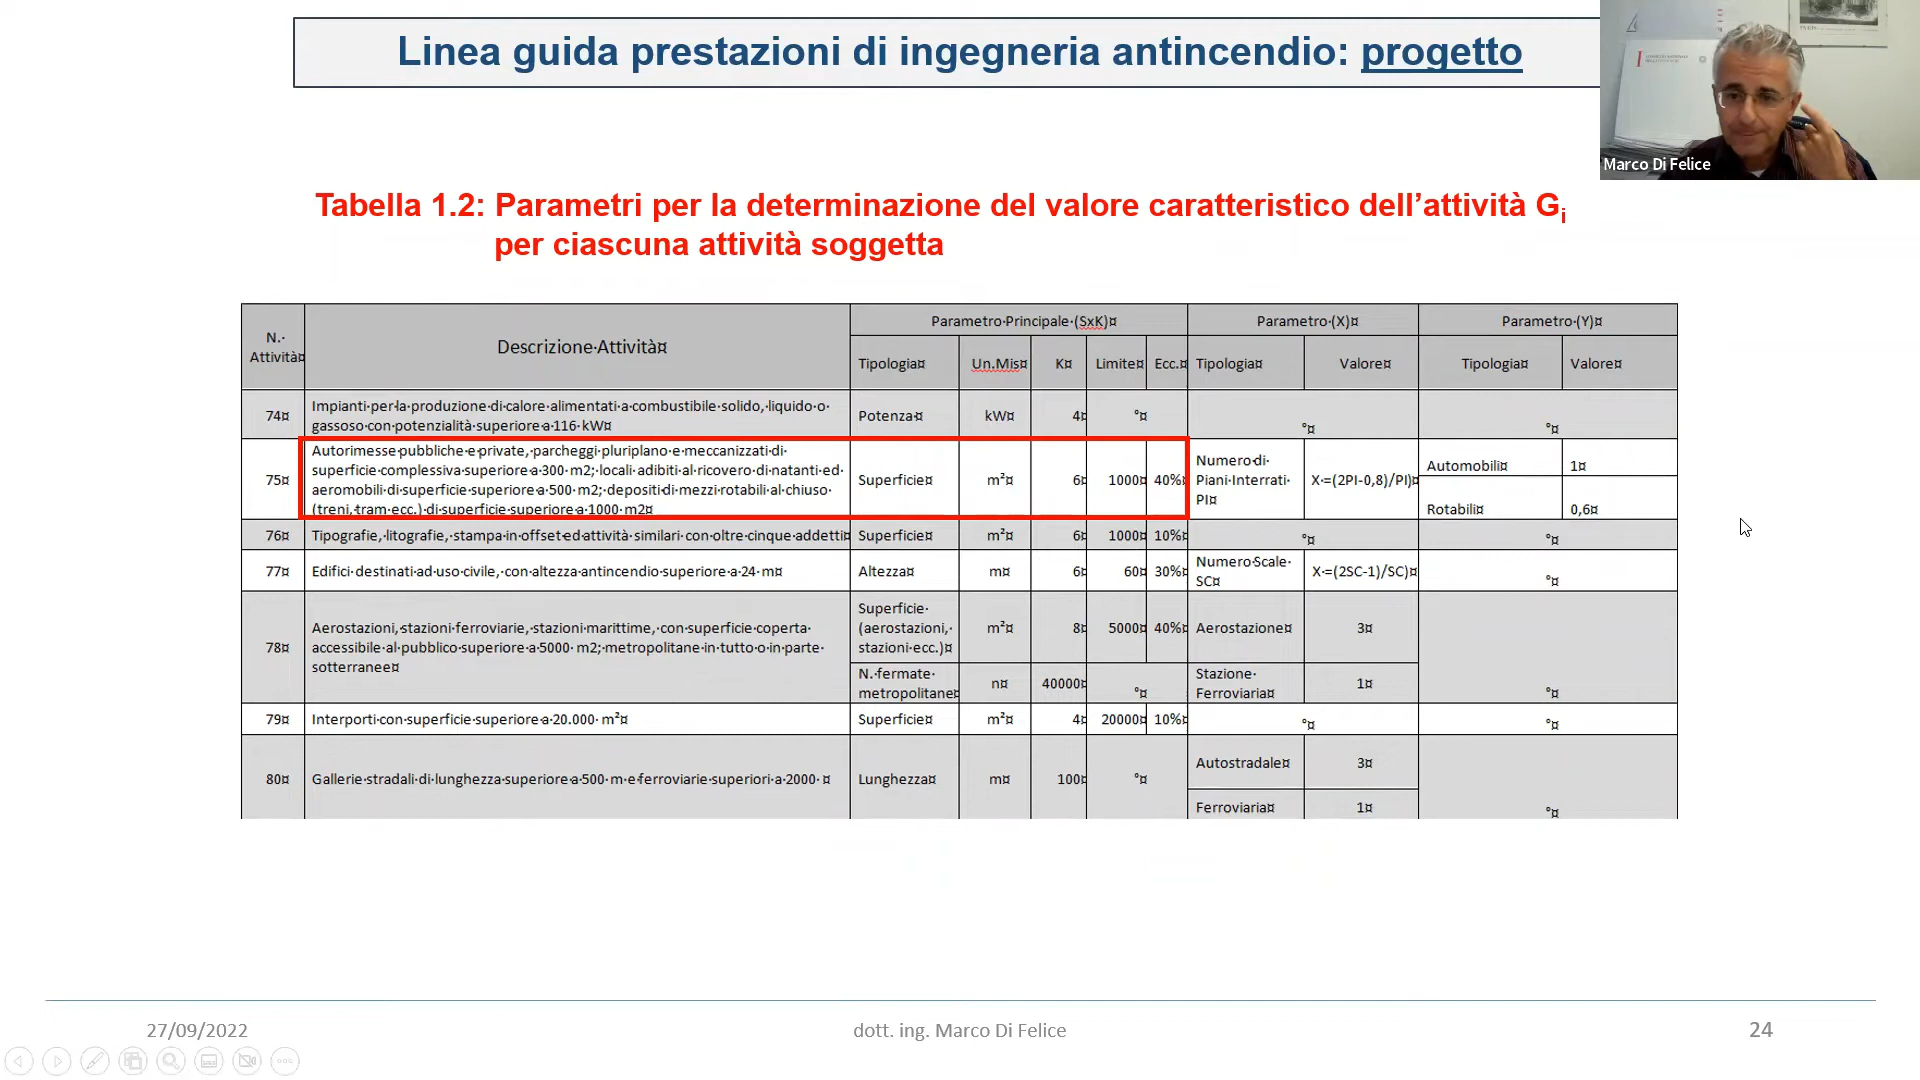 Linea guida prestazioni di ingegneria antincendio: progetto
Marco Di Felice
Tabella 1.2: Parametri per la determinazione del valore caratteristico dell'attività Gi
per ciascuna attività soggetta
N.·
Attività¤
Descrizione·Attività¤
Parametro·Principale·(SxK)¤
Parametro·(X)¤
Parametro·(Y)¤
Tipologia¤
Un.Mis¤
K¤
Limite¤
Ecc.¤
Tipologia¤
Valore¤
Tipologia¤
Valore¤
74¤
Impianti·per·la·produzione·di·calore·alimentati·a·combustibile·solido,·liquido·o·
gassoso·con·potenzialità·superiore·a·116·kW¤
Potenza¤
kW¤
4¤
°¤
°¤
°¤
75¤
Autorimesse·pubbliche·e·private,·parcheggi·pluripiano·e·meccanizzati·di·
superficie·complessiva·superiore·a·300·m2;·locali·adibiti·al·ricovero·di·natanti·ed·
aeromobili·di·superficie·superiore·a·500·m2;·depositi·di·mezzi·rotabili·al·chiuso·
(treni,·tram·ecc.)·di·superficie·superiore·a·1000·m2¤
Superficie¤
m²¤
6¤
1000¤
40%¤
Numero·di·
Piani·Interrati·
PI¤
X·=(2PI-0,8)/PI)¤
Automobili¤
1¤
Rotabili¤
0,6¤
76¤
Tipografie,·litografie,·stampa·in·offset·ed·attività·similari·con·oltre·cinque·addetti¤
Superficie¤
m²¤
6¤
1000¤
10%¤
°¤
°¤
77¤
Edifici·destinati·ad·uso·civile,·con·altezza·antincendio·superiore·a·24·m¤
Altezza¤
m¤
6¤
60¤
30%¤
Numero·Scale·
SC¤
X·=(2SC-1)/SC)¤
°¤
78¤
Aerostazioni,·stazioni·ferroviarie,·stazioni·marittime,·con·superficie·coperta·
accessibile·al·pubblico·superiore·a·5000·m2;·metropolitane·in·tutto·o·in·parte·
sotterranee¤
Superficie·
(aerostazioni,·
stazioni·ecc.)¤
m²¤
8¤
5000¤
40%¤
Aerostazione¤
3¤
N.·fermate·
metropolitane¤
n¤
40000¤
°¤
Stazione·
Ferroviaria¤
1¤
°¤
79¤
Interporti·con·superficie·superiore·a·20.000·m²¤
Superficie¤
m²¤
4¤
20000¤
10%¤
°¤
°¤
80¤
Gallerie·stradali·di·lunghezza·superiore·a·500·m·e·ferroviarie·superiori·a·2000·¤
Lunghezza¤
m¤
100¤
°¤
Autostradale¤
3¤
Ferroviaria¤
1¤
°¤
27/09/2022
dott. ing. Marco Di Felice
24